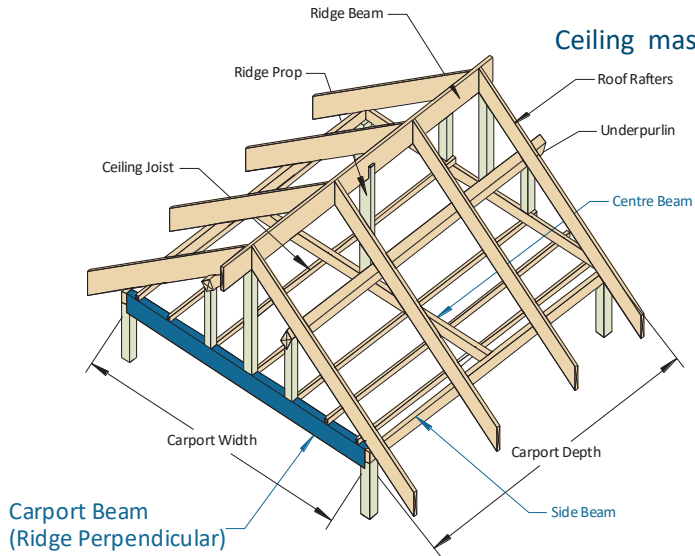 Ridge Beam
Ceiling mas
Ridge Prop
Roof Rafters
Underpurlin
Ceiling Joist
Centre Beam
Carport Width
Carport Depth
Carport Beam
(Ridge Perpendicular)
Side Beam